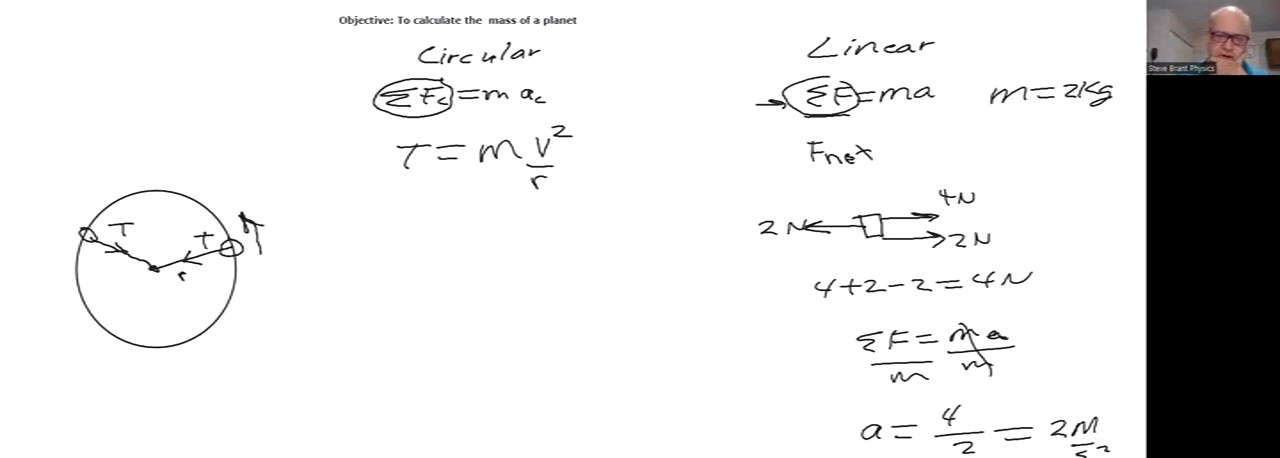 Objective: To calculate the mass of a planet
Steve Brant Physics
Circular
ΣFc = m ac
T = m v²/r
T
T
r
Linear
ΣF = ma m = 2Kg
Fnet
4N
2N
2N
4+2-2=4N
ΣF/m = ma/m
a = 4/2 = 2 M/s²